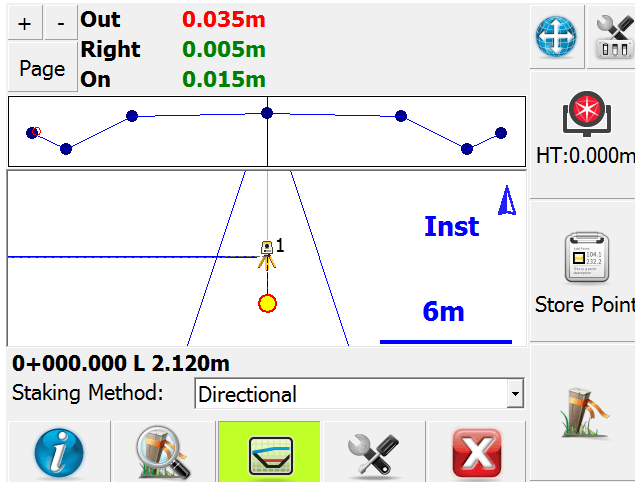 + - Out 0.035m
Right 0.005m
Page
On 0.015m
HT:0.000m
1
Inst
6m
Store Point
0+000.000 L 2.120m
Staking Method: Directional